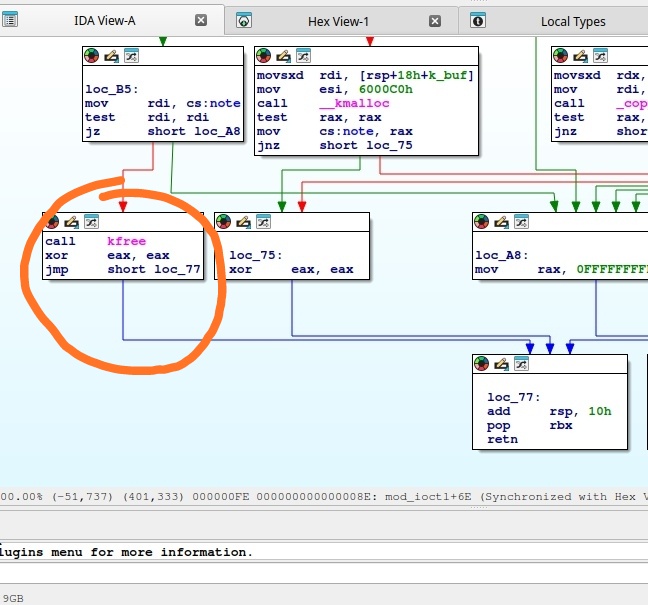 IDA View-A
Hex View-1
Local Types
loc_B5:
mov rdi, cs:note
test rdi, rdi
jz short loc_A8
movsxd rdi, [rsp+18h+k_buf]
mov esi, 6000C0h
call __kmalloc
test rax, rax
mov cs:note, rax
jnz short loc_75
movsxd rdx,
mov rdi,
call _cop
test rax,
jnz shor
call kfree
xor eax, eax
jmp short loc_77
loc_75:
xor eax, eax
loc_A8:
mov rax, 0FFFFFFFF
loc_77:
add rsp, 10h
pop rbx
retn
00.00% (-51,737) (401,333) 000000FE 000000000000008E: mod_ioctl+6E (Synchronized with Hex V
lugins menu for more information.
9GB